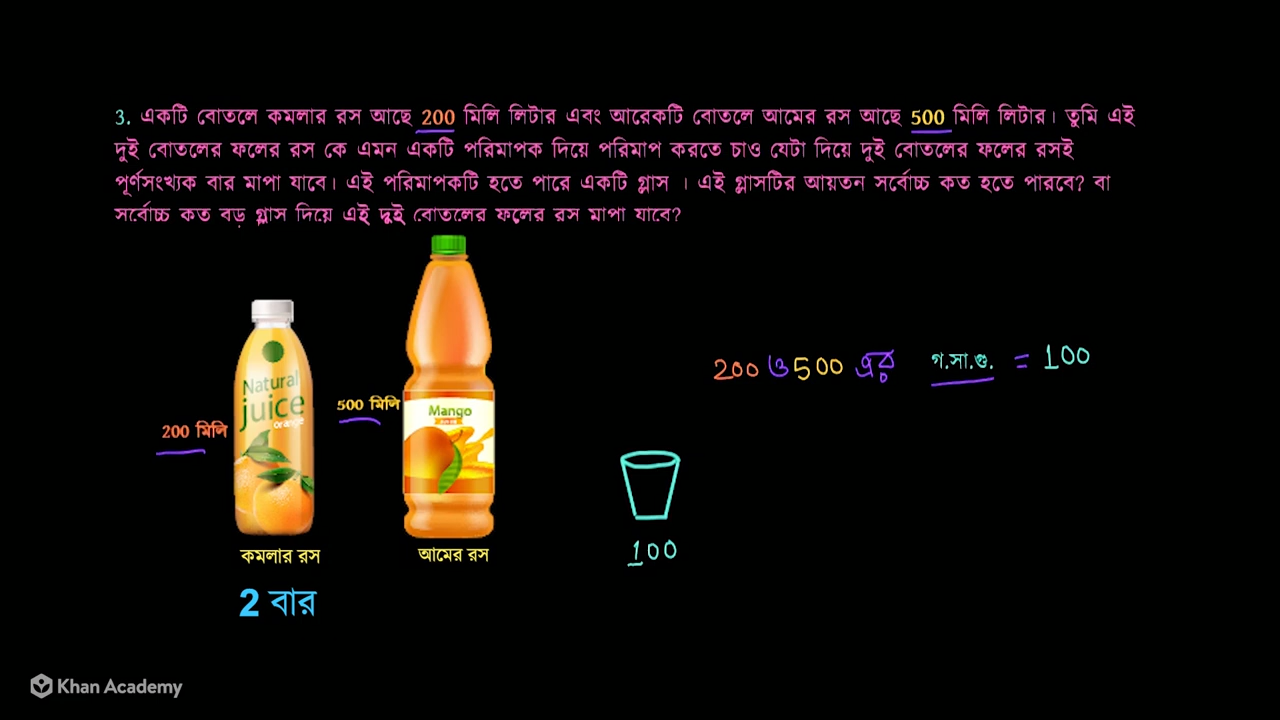 3. একটি বোতলে কমলার রস আছে 200 মিলি লিটার এবং আরেকটি বোতলে আমের রস আছে 500 মিলি লিটার। তুমি এই
দুই বোতলের ফলের রস কে এমন একটি পরিমাপক দিয়ে পরিমাপ করতে চাও যেটা দিয়ে দুই বোতলের ফলের রসই
পূর্ণসংখ্যক বার মাপা যাবে। এই পরিমাপকটি হতে পারে একটি গ্লাস । এই গ্লাসটির আয়তন সর্বোচ্চ কত হতে পারবে? বা
সর্বোচ্চ কত বড় গ্লাস দিয়ে এই দুই বোতলের ফলের রস মাপা যাবে?
200 ও 500 এর গ.সা.গু. = 100
Natural
juice
orange
200 মিলি
500 মিলি
Mango
কমলার রস
আমের রস
100
2 বার
Khan Academy